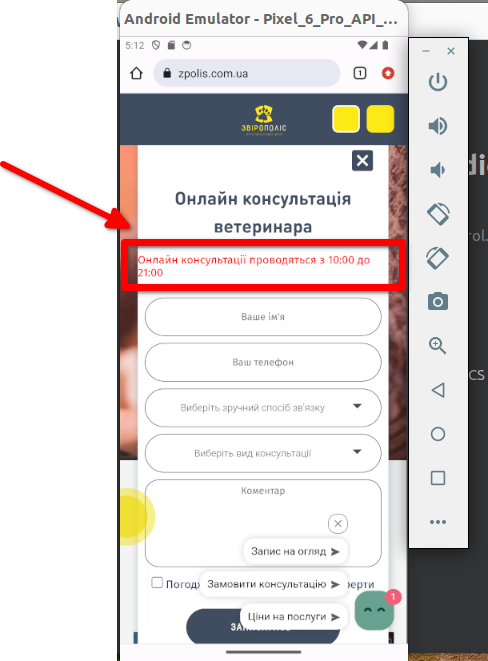 Android Emulator - Pixel_6_Pro_API_...
5:12
zpolis.com.ua
1
ЗВІРОПОЛІС
Онлайн консультація
ветеринара
Онлайн консультації проводяться з 10:00 до
21:00
Ваше ім'я
Ваш телефон
Виберіть зручний спосіб зв'язку
Виберіть вид консультації
Коментар
Запис на огляд
Замовити консультацію
Ціни на послуги
1